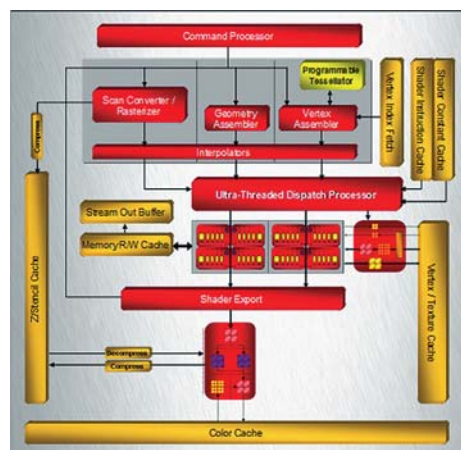 Command Processor
Programmable
Tessellator
Scan Converter /
Rasterizer
Geometry
Assembler
Vertex
Assembler
Vertex Index Fetch
Shader Instruction Cache
Shader Constant Cache
Compress
Interpolators
Ultra-Threaded Dispatch Processor
Stream Out Buffer
Memory R/W Cache
Z/Stencil Cache
Vertex / Texture Cache
Shader Export
Decompress
Compress
Color Cache